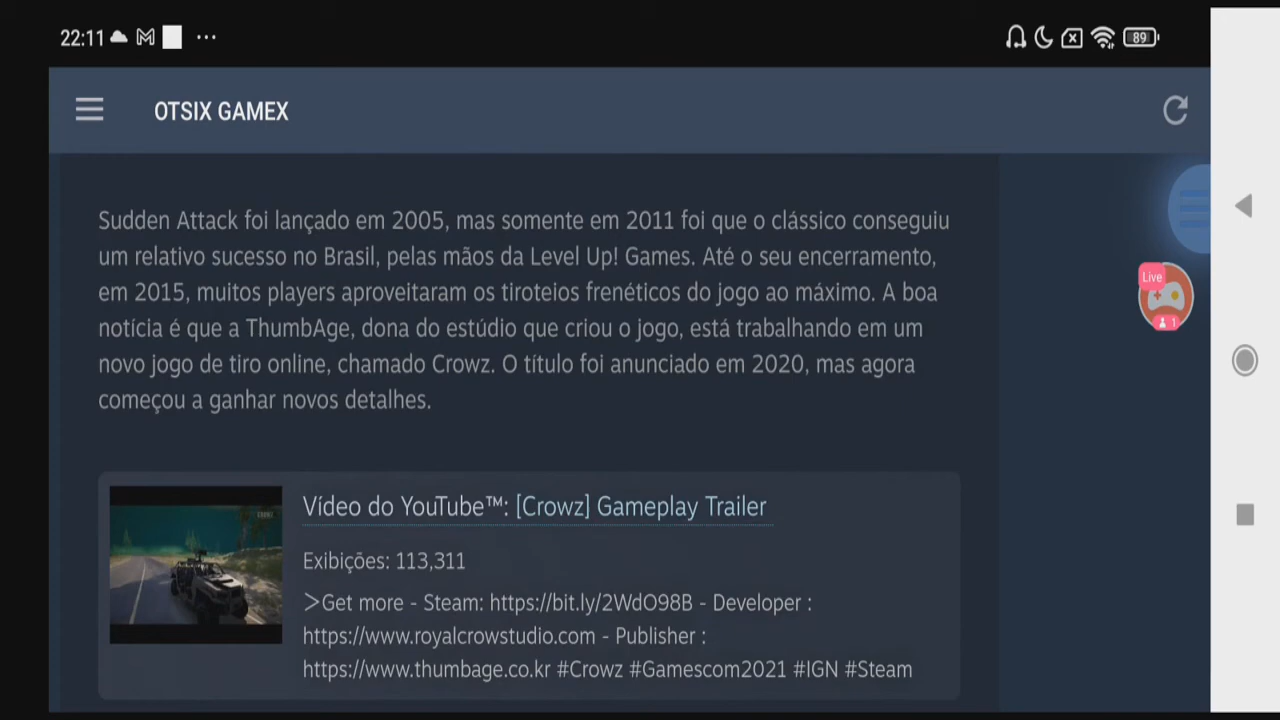 22:11
89
OTSIX GAMEX
Sudden Attack foi lançado em 2005, mas somente em 2011 foi que o clássico conseguiu
um relativo sucesso no Brasil, pelas mãos da Level Up! Games. Até o seu encerramento,
em 2015, muitos players aproveitaram os tiroteios frenéticos do jogo ao máximo. A boa
notícia é que a ThumbAge, dona do estúdio que criou o jogo, está trabalhando em um
novo jogo de tiro online, chamado Crowz. O título foi anunciado em 2020, mas agora
começou a ganhar novos detalhes.
Live
1
Vídeo do YouTube™: [Crowz] Gameplay Trailer
Exibições: 113,311
>Get more - Steam: https://bit.ly/2WdO98B - Developer :
https://www.royalcrowstudio.com - Publisher :
https://www.thumbage.co.kr #Crowz #Gamescom2021 #IGN #Steam